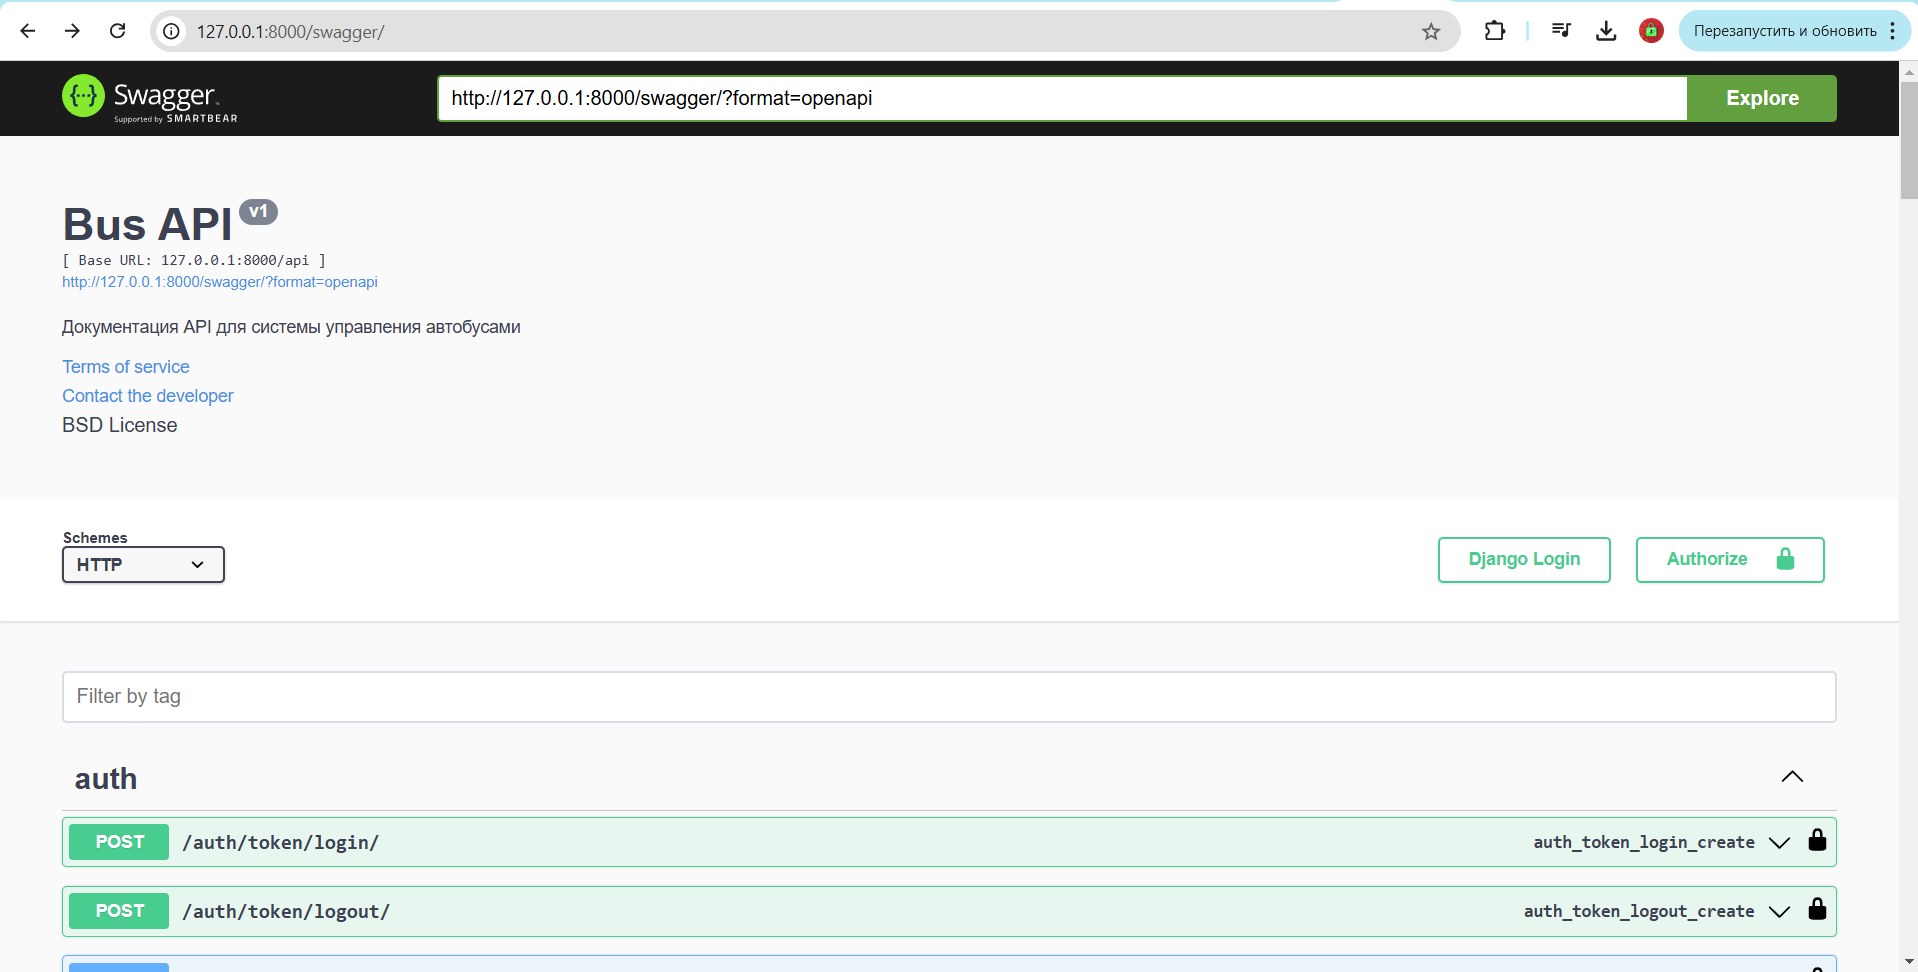 127.0.0.1:8000/swagger/
Перезапустить и обновить
{···} Swagger.
Supported by SMARTBEAR
http://127.0.0.1:8000/swagger/?format=openapi
Explore
Bus API v1
[ Base URL: 127.0.0.1:8000/api ]
http://127.0.0.1:8000/swagger/?format=openapi
Документация API для системы управления автобусами
Terms of service
Contact the developer
BSD License
Schemes
HTTP
Django Login
Authorize
Filter by tag
auth
POST /auth/token/login/ auth_token_login_create
POST /auth/token/logout/ auth_token_logout_create